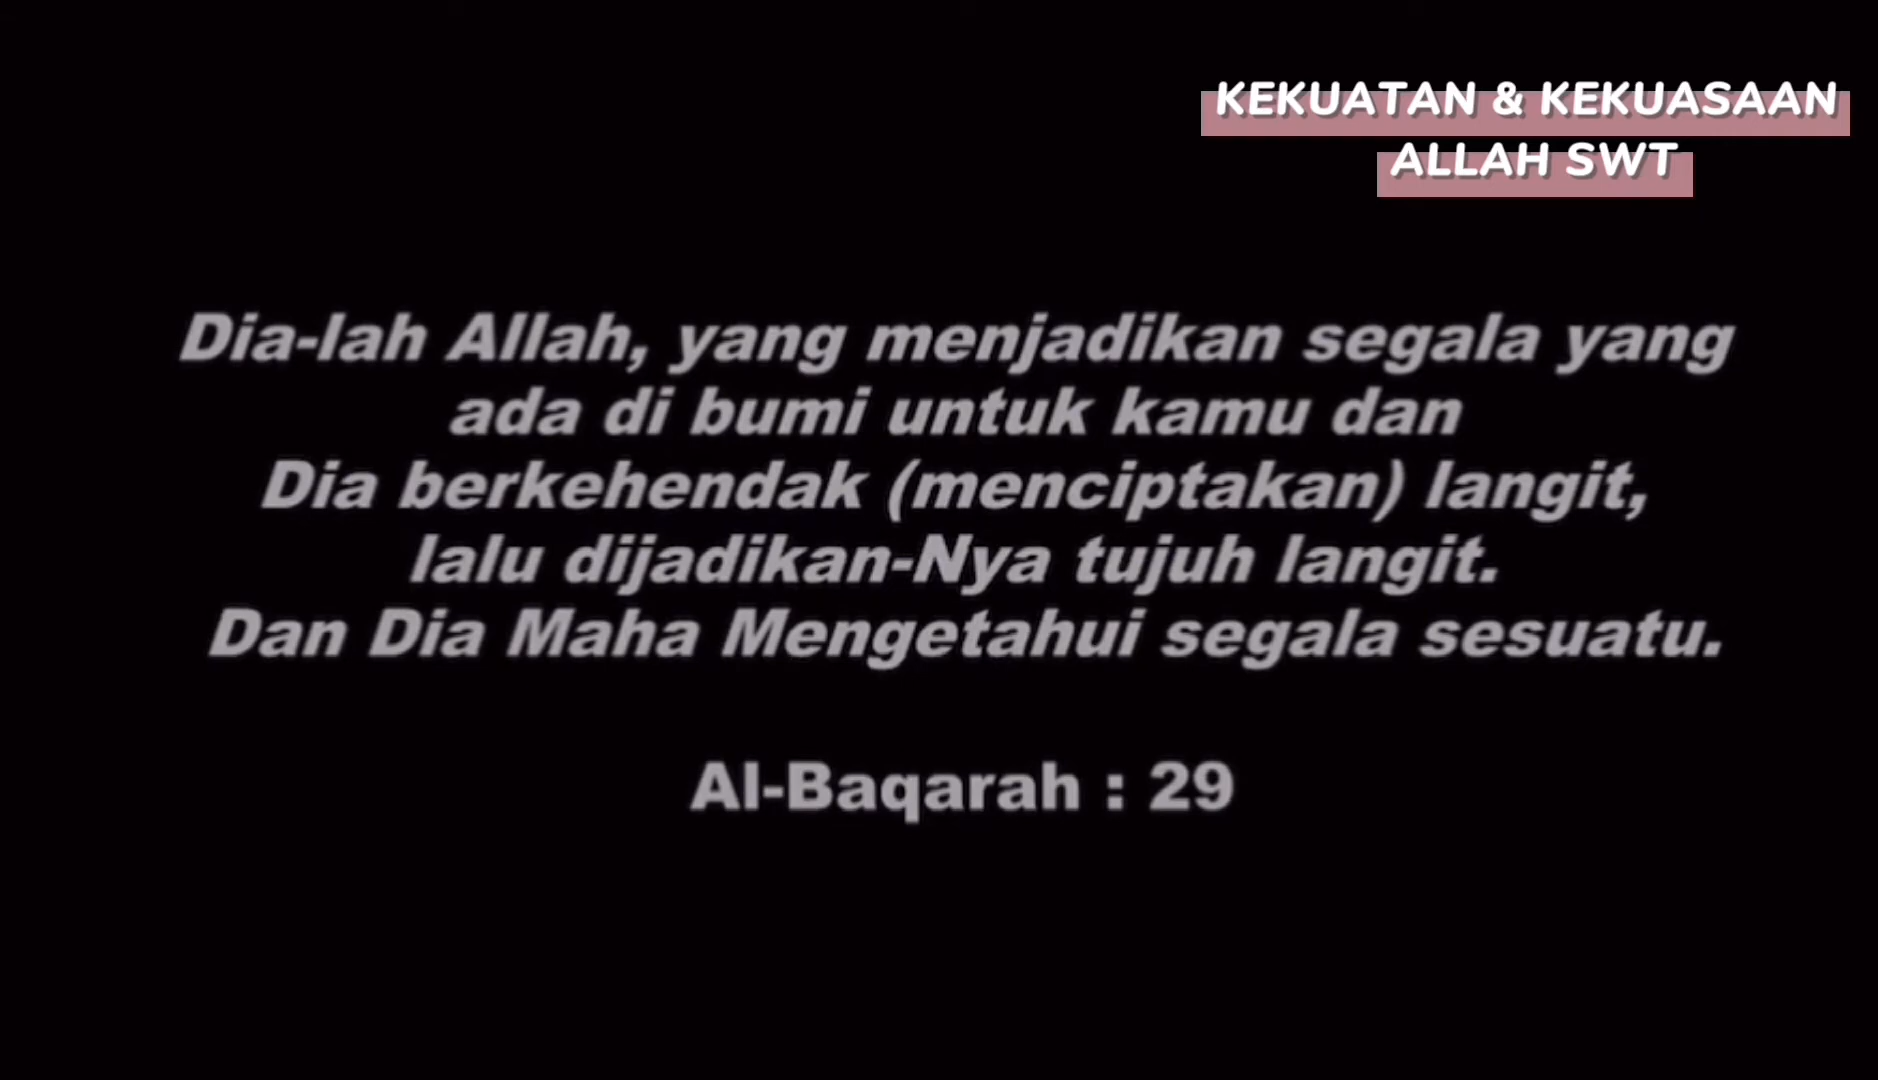 KEKUATAN & KEKUASAAN
ALLAH SWT
Dia-lah Allah, yang menjadikan segala yang
ada di bumi untuk kamu dan
Dia berkehendak (menciptakan) langit,
lalu dijadikan-Nya tujuh langit.
Dan Dia Maha Mengetahui segala sesuatu.
Al-Baqarah : 29